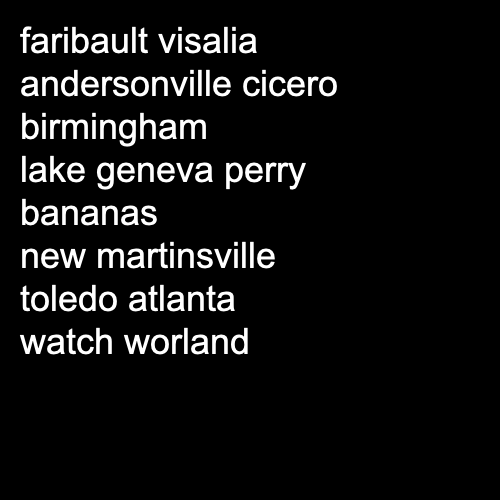 faribault visalia
andersonville cicero
birmingham
lake geneva perry
bananas
new martinsville
toledo atlanta
watch worland